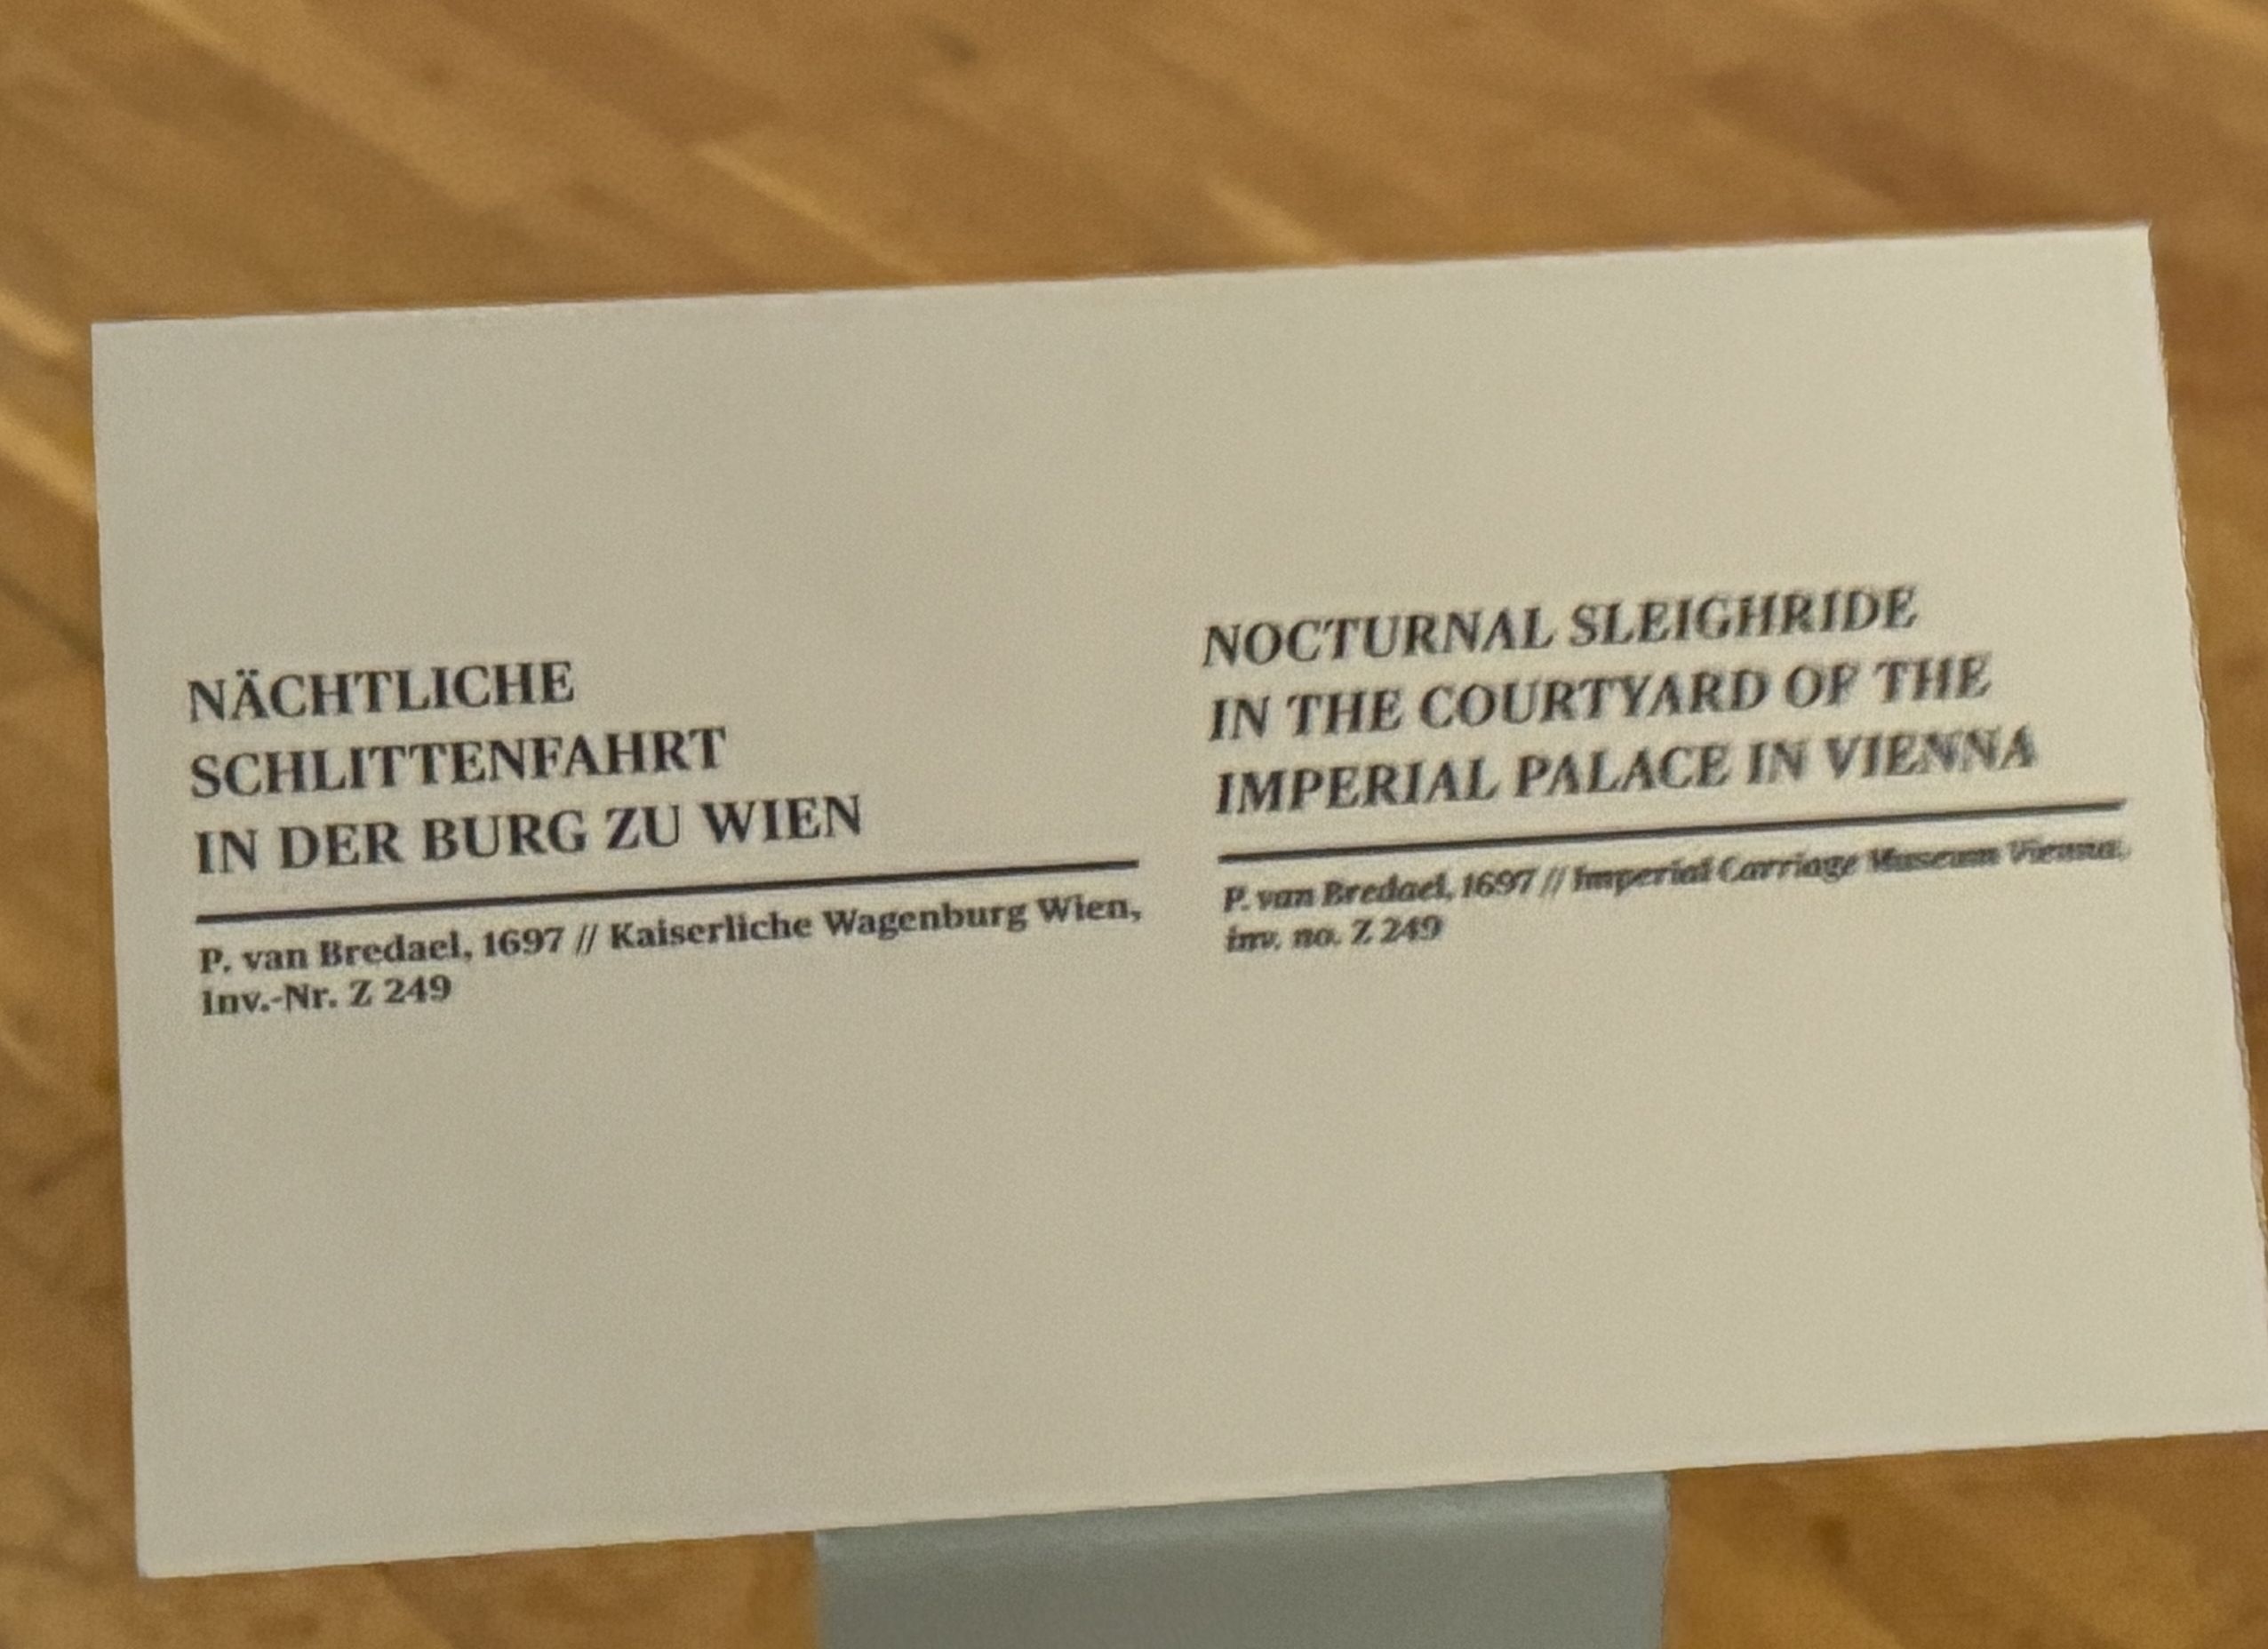 NÄCHTLICHE
SCHLITTENFAHRT
IN DER BURG ZU WIEN
P. van Bredael, 1697 // Kaiserliche Wagenburg Wien,
Inv.-Nr. Z 249
NOCTURNAL SLEIGHRIDE
IN THE COURTYARD OF THE
IMPERIAL PALACE IN VIENNA
P. van Bredael, 1697 // Imperial Carriage Museum Vienna,
inv. no. Z 249